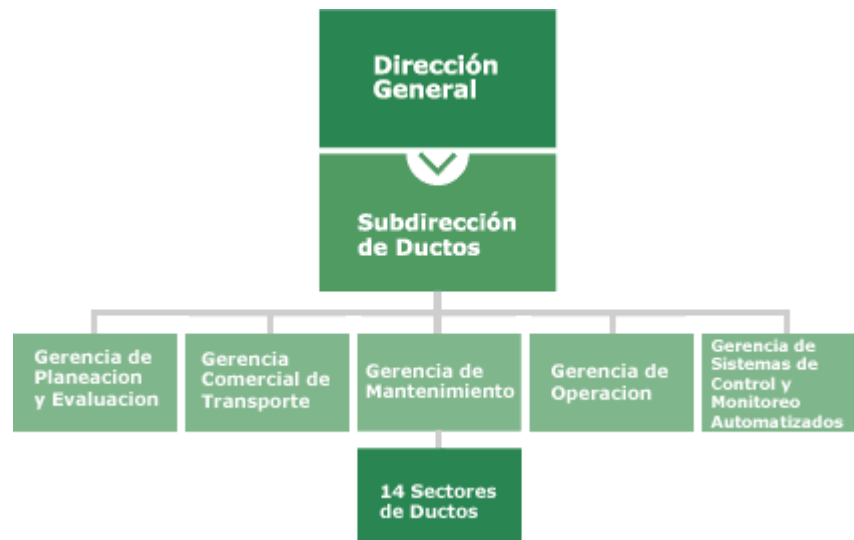 Dirección
General
Subdirección
de Ductos
Gerencia de
Planeacion
y Evaluacion
Gerencia
Comercial de
Transporte
Gerencia de
Mantenimiento
Gerencia de
Operacion
Gerencia de
Sistemas de
Control y
Monitoreo
Automatizados
14 Sectores
de Ductos